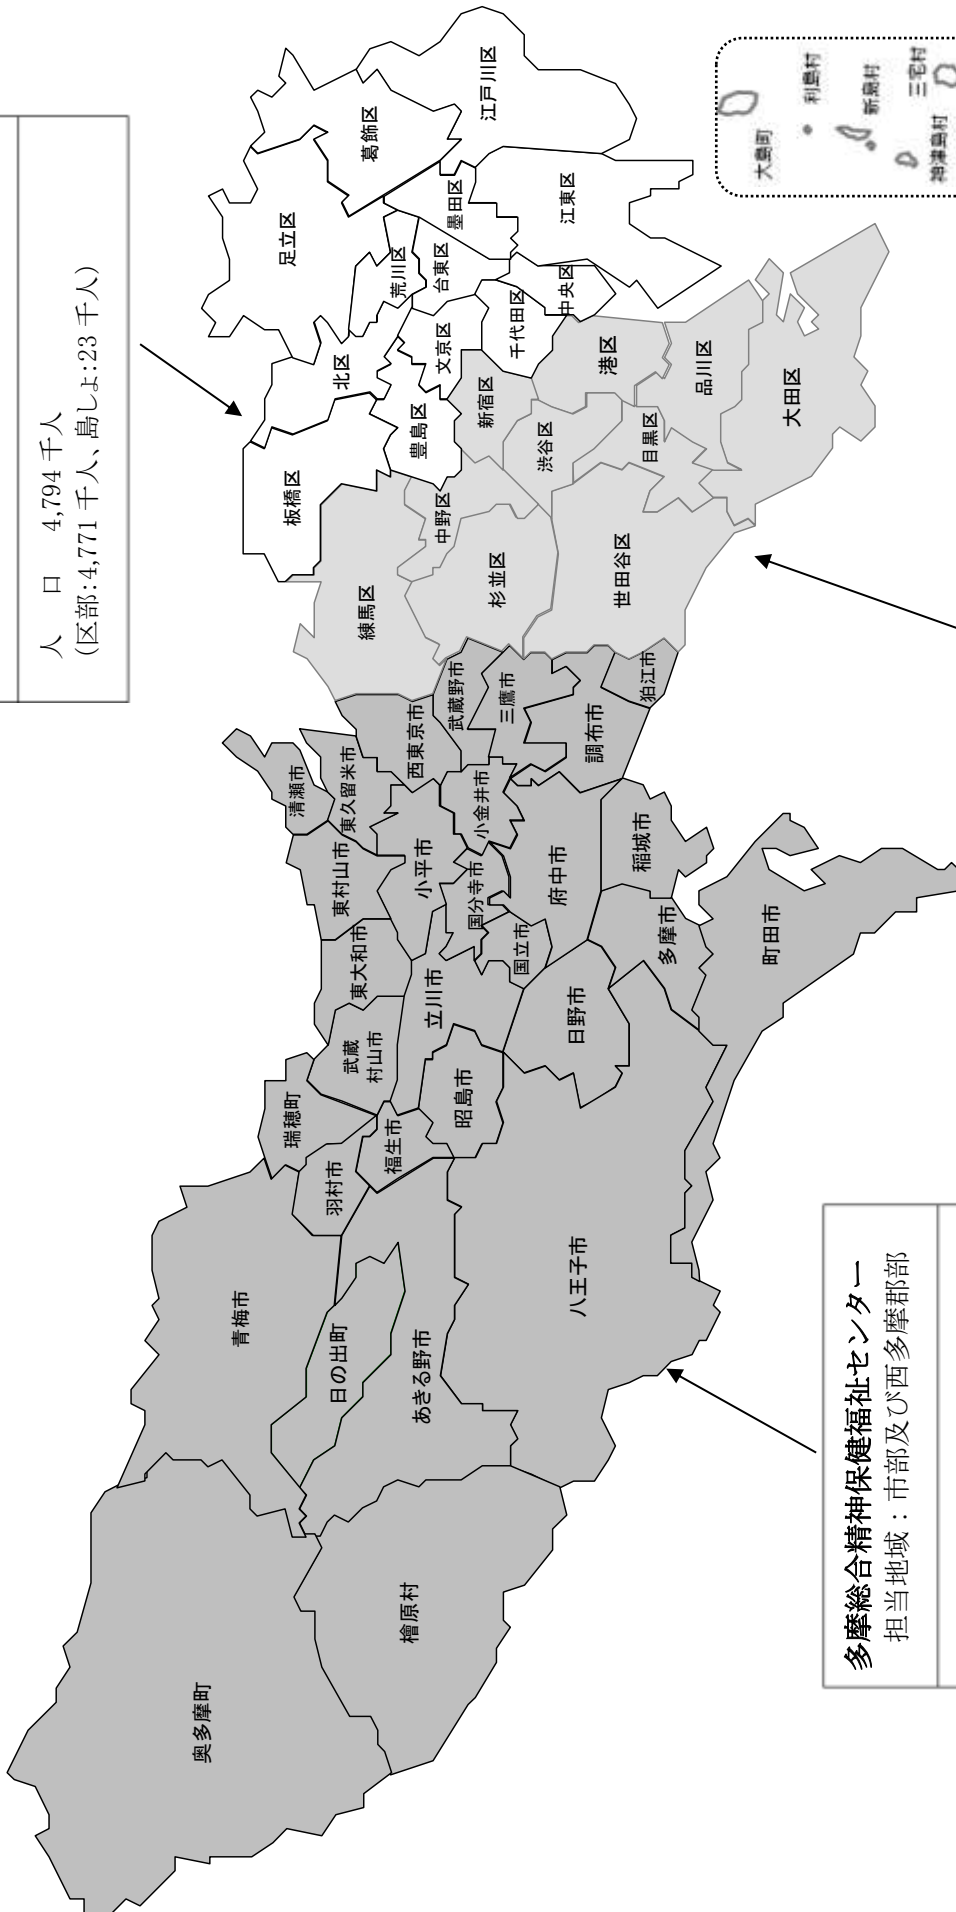 人　口　4,794 千人
(区部:4,771 千人、島しょ:23 千人)
足立区
葛飾区
江戸川区
荒川区
墨田区
台東区
江東区
北区
文京区
千代田区
中央区
板橋区
豊島区
新宿区
港区
渋谷区
品川区
目黒区
大田区
練馬区
中野区
杉並区
世田谷区
大島町
利島村
新島村
神津島村
三宅村
清瀬市
東久留米市
西東京市
武蔵野市
三鷹市
狛江市
調布市
東村山市
小平市
小金井市
国分寺市
府中市
稲城市
東大和市
国立市
多摩市
町田市
武蔵
村山市
立川市
日野市
瑞穂町
昭島市
福生市
羽村市
青梅市
日の出町
あきる野市
八王子市
奥多摩町
檜原村
多摩総合精神保健福祉センター
担当地域：市部及び西多摩郡部